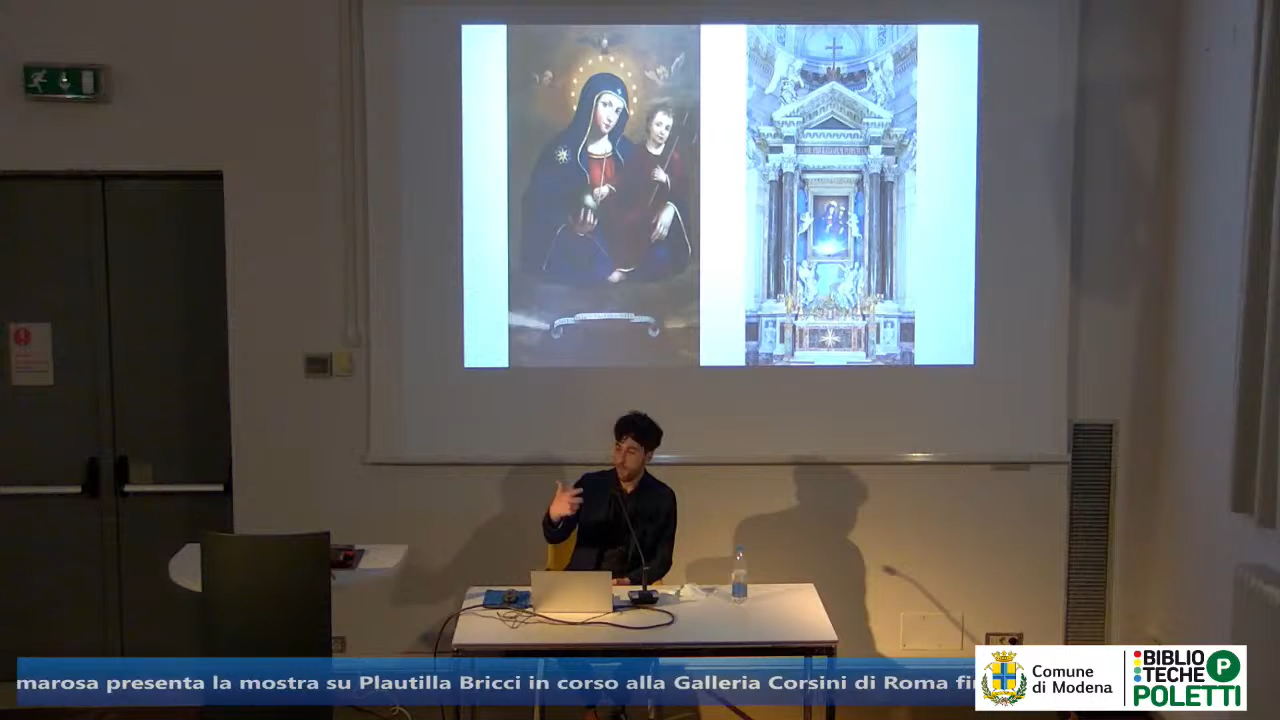 marosa presenta la mostra su Plautilla Bricci in corso alla Galleria Corsini di Roma fin
Comune
di Modena
BIBLIO
TECHE
POLETTI
P